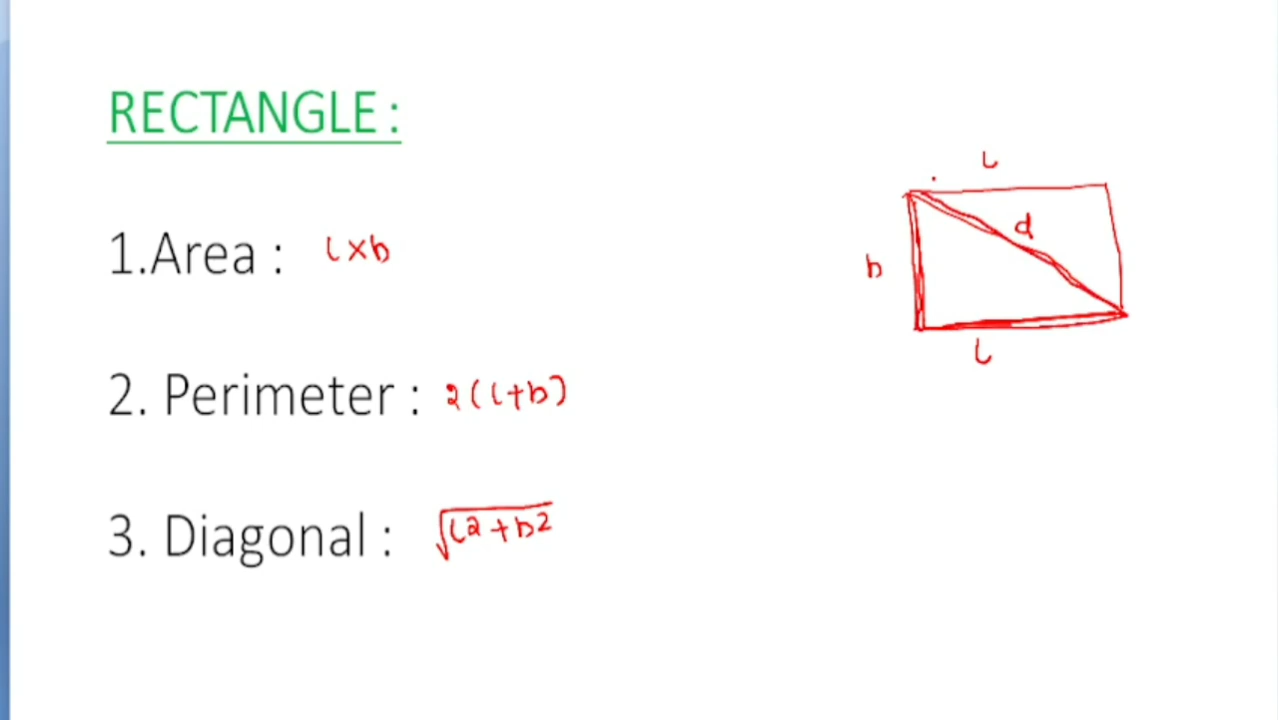 RECTANGLE :
l
1.Area : l×b
d
b
l
2. Perimeter : 2(l+b)
3. Diagonal : √l2+b2